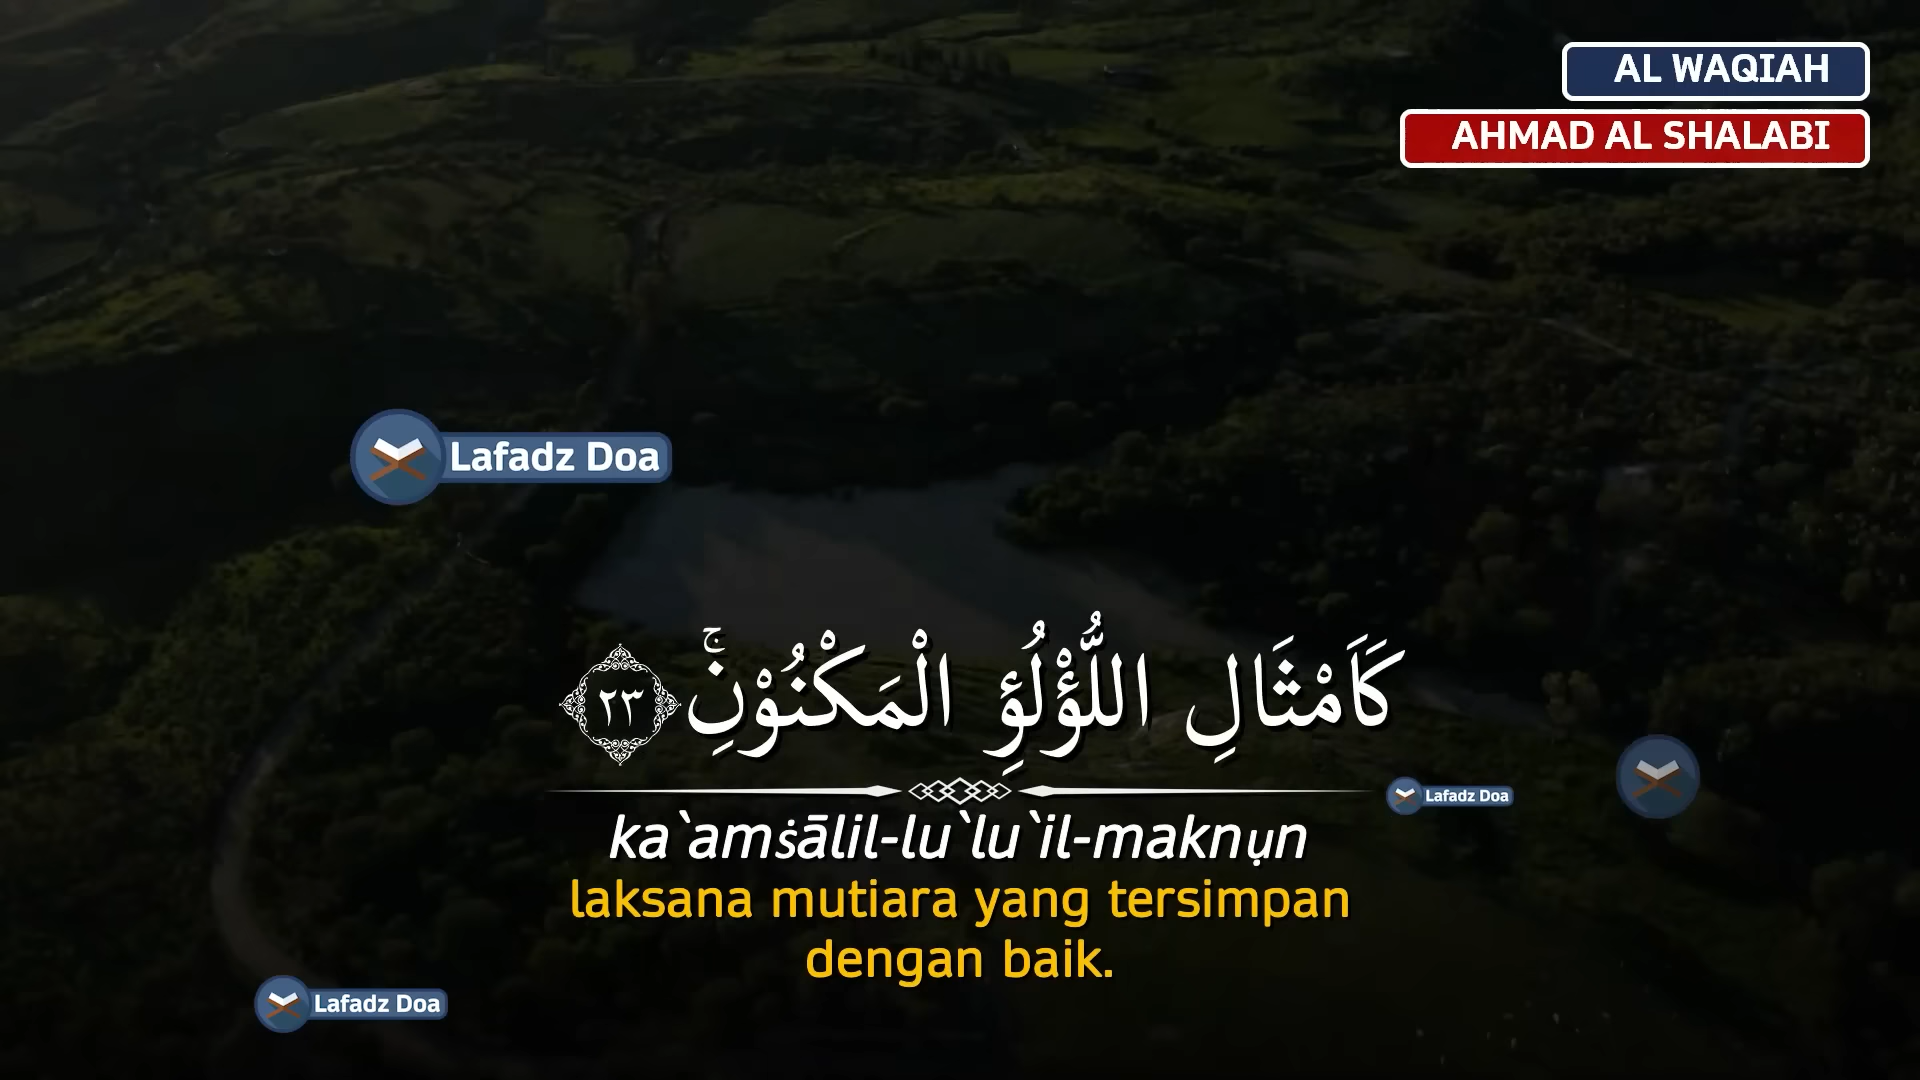 AL WAQIAH
AHMAD AL SHALABI
Lafadz Doa
كَاَمْثَالِ اللُّؤْلُؤِ الْمَكْنُوْنِۚ ٢٣
Lafadz Doa
ka`amṡālil-lu`lu`il-maknụn
laksana mutiara yang tersimpan
dengan baik.
Lafadz Doa